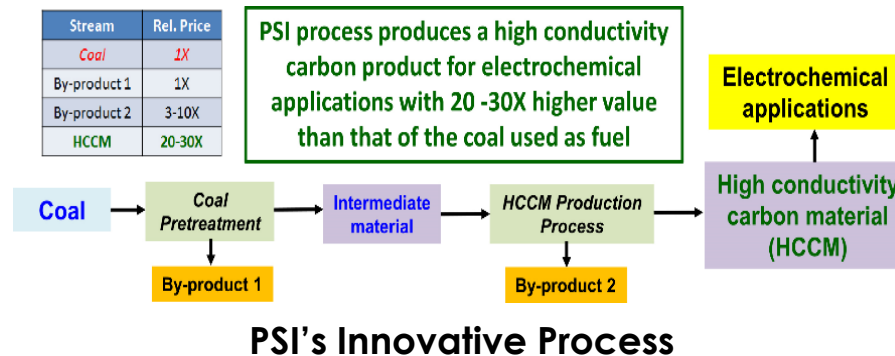 Stream Rel. Price
Coal 1X
By-product 1 1X
By-product 2 3-10X
HCCM 20-30X
PSI process produces a high conductivity
carbon product for electrochemical
applications with 20 -30X higher value
than that of the coal used as fuel
Electrochemical
applications
Coal
Coal
Pretreatment
Intermediate
material
HCCM Production
Process
High conductivity
carbon material
(HCCM)
By-product 1
By-product 2
PSI’s Innovative Process